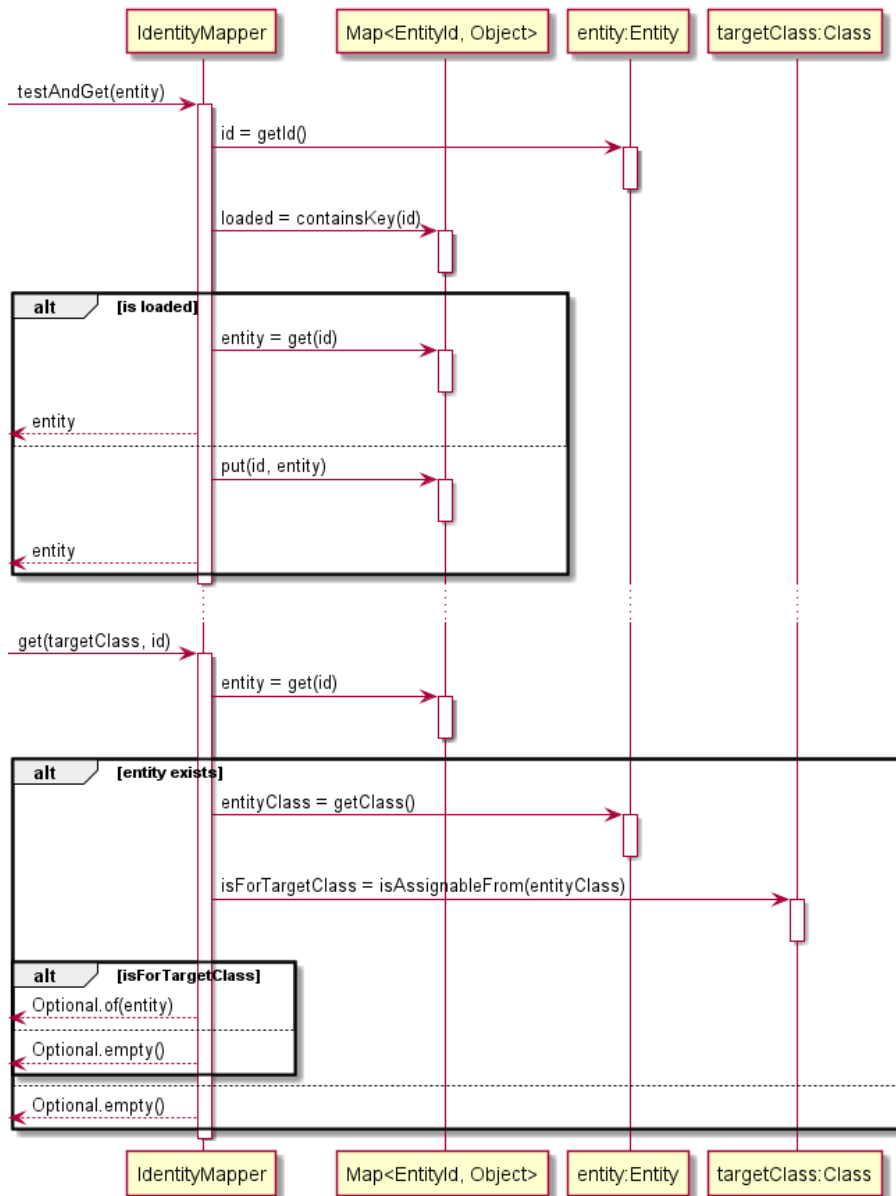 IdentityMapper
Map<EntityId, Object>
entity:Entity
targetClass:Class
testAndGet(entity)
id = getId()
loaded = containsKey(id)
alt [is loaded]
entity = get(id)
entity
put(id, entity)
entity
get(targetClass, id)
entity = get(id)
alt [entity exists]
entityClass = getClass()
isForTargetClass = isAssignableFrom(entityClass)
alt [isForTargetClass]
Optional.of(entity)
Optional.empty()
Optional.empty()
IdentityMapper
Map<EntityId, Object>
entity:Entity
targetClass:Class